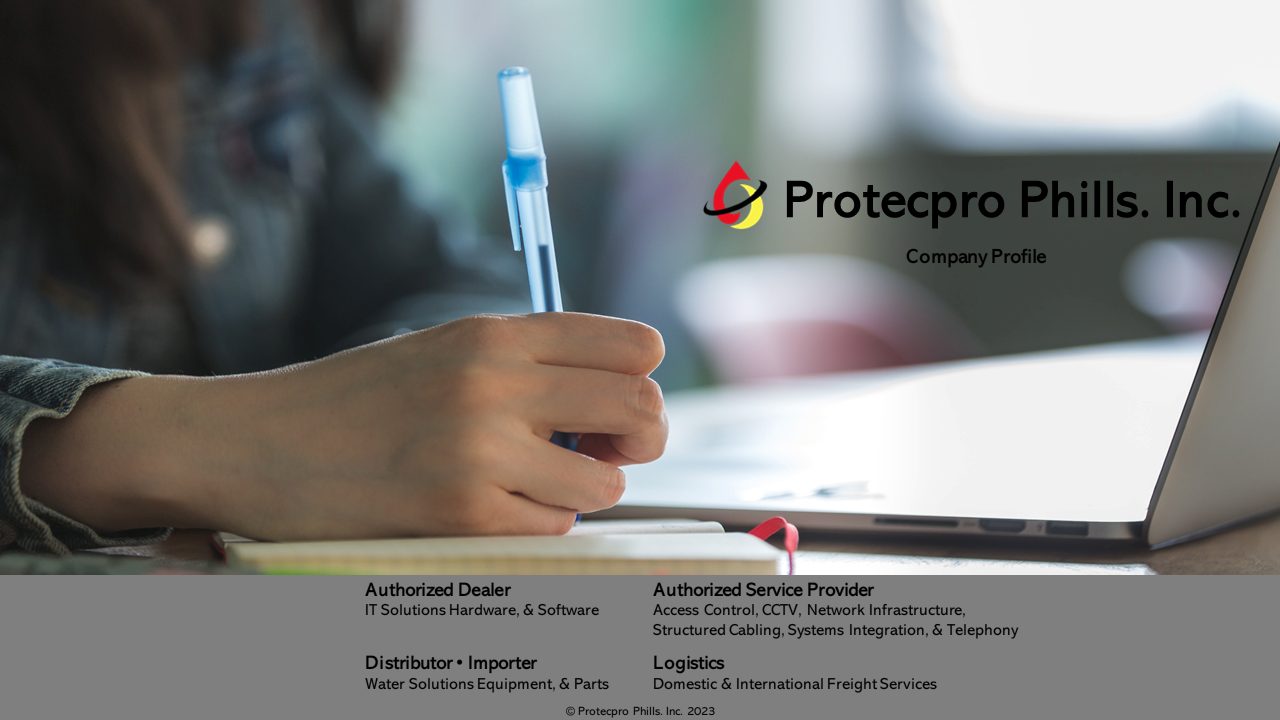 Protecpro Phills. Inc.
Company Profile
Authorized Dealer
IT Solutions Hardware, & Software
Authorized Service Provider
Access Control, CCTV, Network Infrastructure,
Structured Cabling, Systems Integration, & Telephony
Distributor • Importer
Water Solutions Equipment, & Parts
Logistics
Domestic & International Freight Services
© Protecpro Phills. Inc. 2023